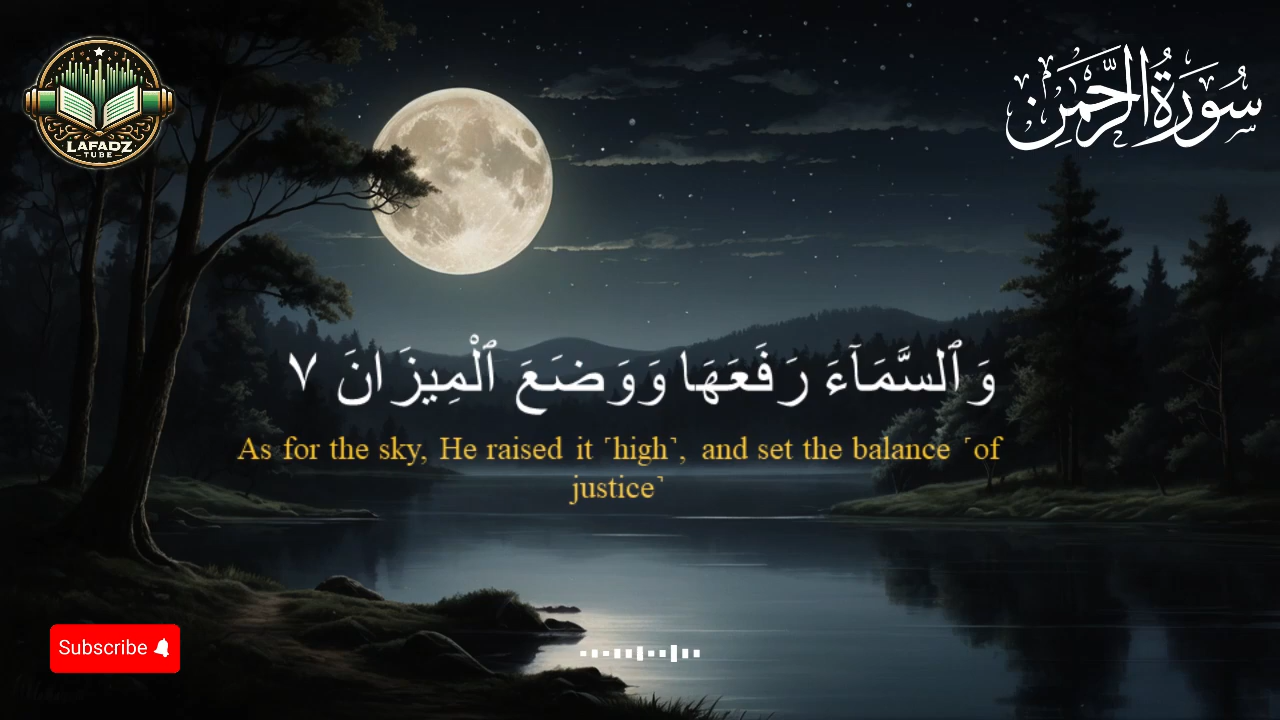 LAFADZ
TUBE
سُورَةُ الرَّحْمَٰن
وَٱلسَّمَآءَ رَفَعَهَا وَوَضَعَ ٱلْمِيزَانَ ٧
As for the sky, He raised it ˹high˺, and set the balance ˹of
justice˺
Subscribe